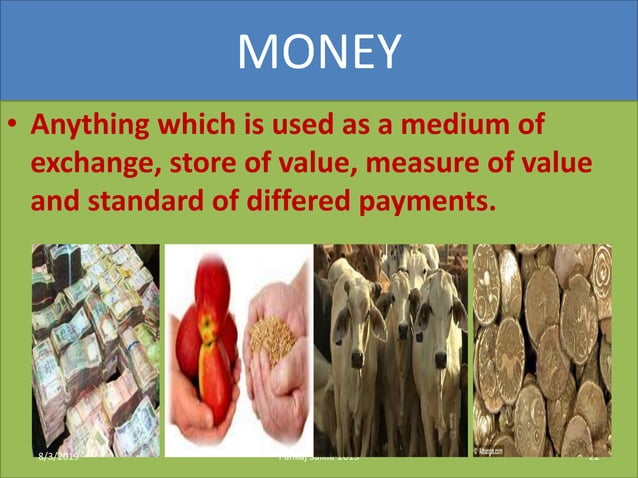 MONEY
• Anything which is used as a medium of
exchange, store of value, measure of value
and standard of differed payments.
8/3/2019
22